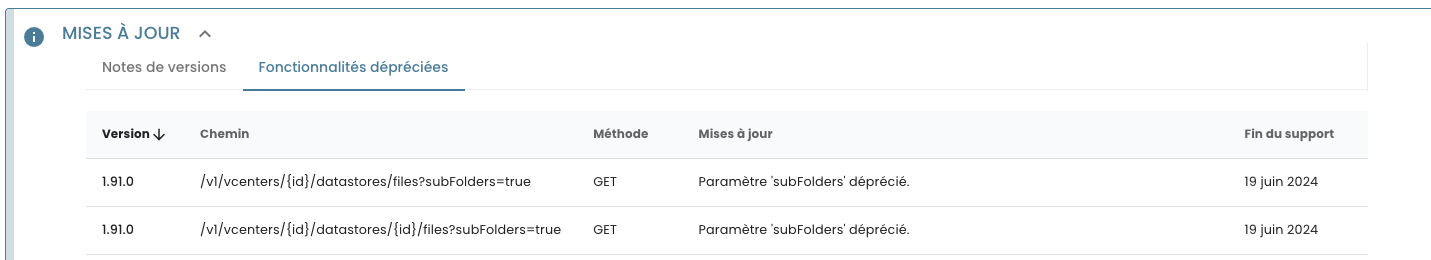 MISES À JOUR
Notes de versions Fonctionnalités dépréciées
Version Chemin Méthode Mises à jour Fin du support
1.91.0 /v1/vcenters/{id}/datastores/files?subFolders=true GET Paramètre 'subFolders' déprécié. 19 juin 2024
1.91.0 /v1/vcenters/{id}/datastores/{id}/files?subFolders=true GET Paramètre 'subFolders' déprécié. 19 juin 2024